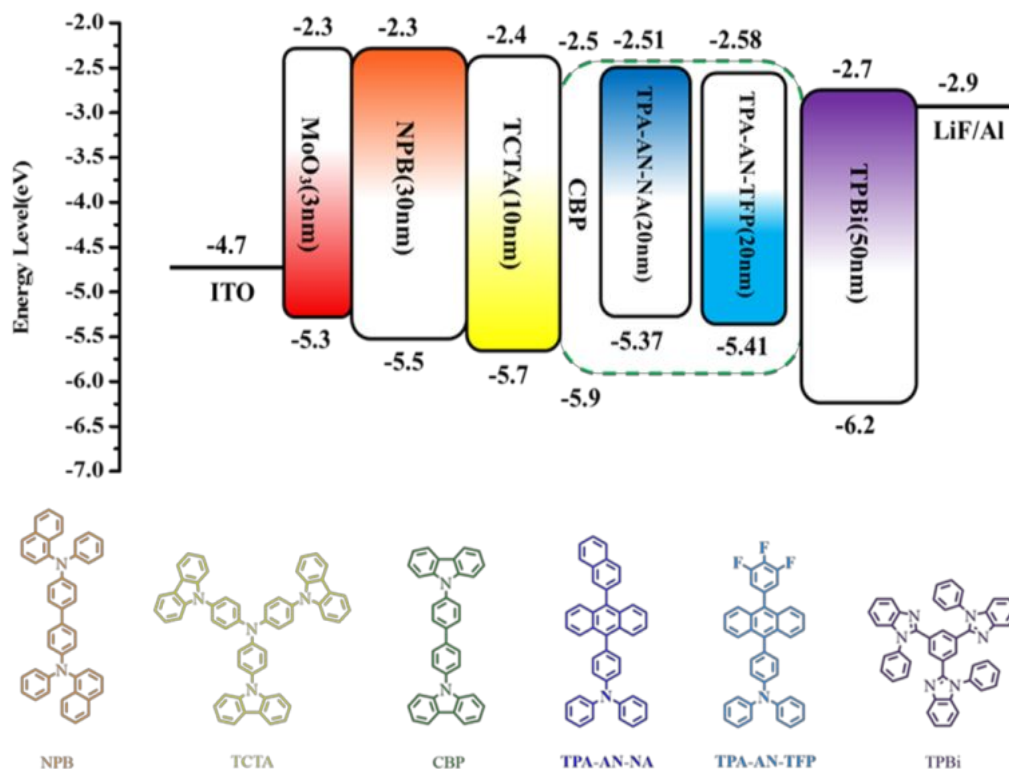 Energy Level(eV)
-2.0
-2.5
-3.0
-3.5
-4.0
-4.5
-5.0
-5.5
-6.0
-6.5
-7.0
-4.7
ITO
-2.3
MoO₃(3nm)
-5.3
-2.3
NPB(30nm)
-5.5
-2.4
TCTA(10nm)
-5.7
-2.5
CBP
-5.9
-2.51
TPA-AN-NA(20nm)
-5.37
-2.58
TPA-AN-TFP(20nm)
-5.41
-2.7
TPBi(50nm)
-6.2
-2.9
LiF/Al
N
N
NPB
N
N
N
N
TCTA
N
N
CBP
N
TPA-AN-NA
F
F
F
N
TPA-AN-TFP
N
N
N
N
N
N
TPBi